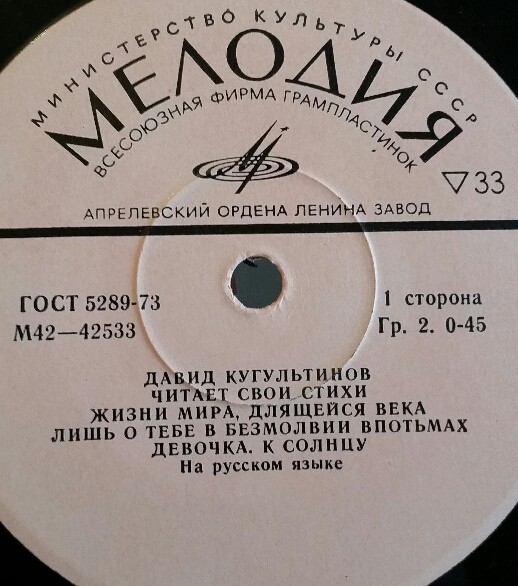 МИНИСТЕРСТВО КУЛЬТУРЫ СССР
МЕЛОДИЯ
ВСЕСОЮЗНАЯ ФИРМА ГРАМПЛАСТИНОК
▽33
АПРЕЛЕВСКИЙ ОРДЕНА ЛЕНИНА ЗАВОД
ГОСТ 5289-73
М42—42533
1 сторона
Гр. 2. 0-45
ДАВИД КУГУЛЬТИНОВ
ЧИТАЕТ СВОИ СТИХИ
ЖИЗНИ МИРА, ДЛЯЩЕЙСЯ ВЕКА
ЛИШЬ О ТЕБЕ В БЕЗМОЛВИИ ВПОТЬМАХ
ДЕВОЧКА. К СОЛНЦУ
На русском языке